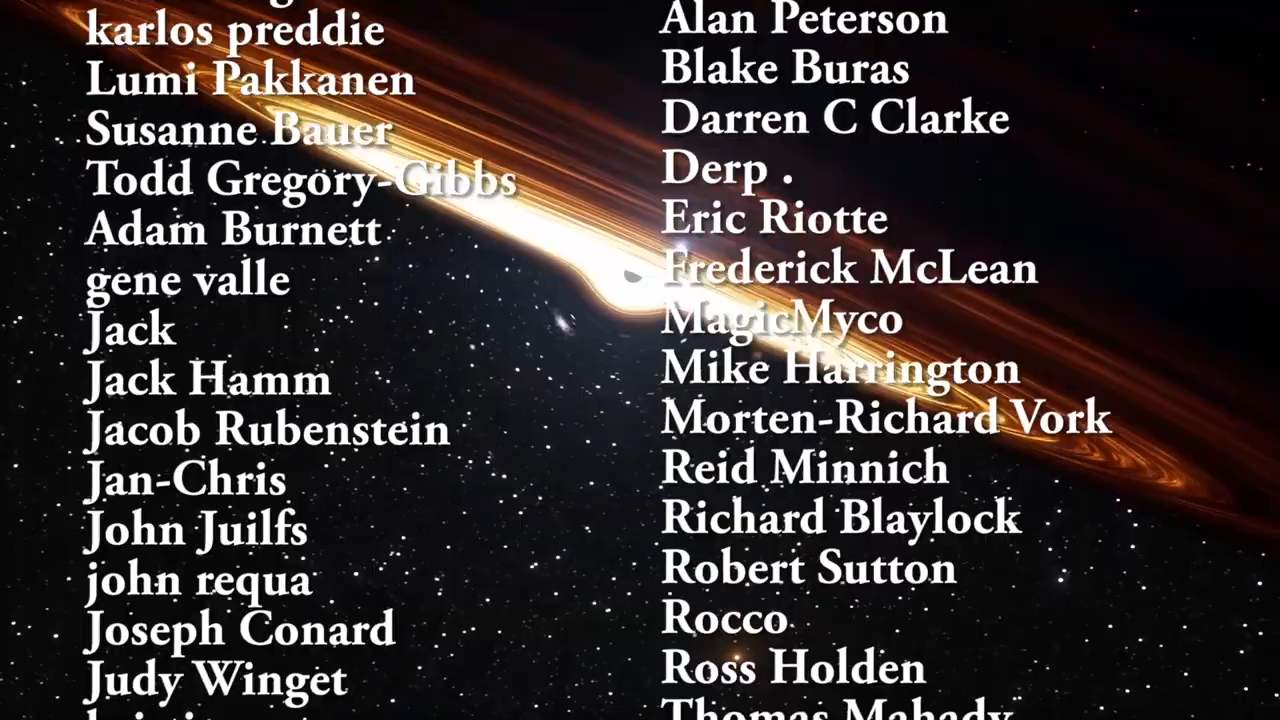 karlos preddie
Lumi Pakkanen
Susanne Bauer
Todd Gregory-Gibbs
Adam Burnett
gene valle
Jack
Jack Hamm
Jacob Rubenstein
Jan-Chris
John Juilfs
john requa
Joseph Conard
Judy Winget
Alan Peterson
Blake Buras
Darren C Clarke
Derp .
Eric Riotte
Frederick McLean
MagicMyco
Mike Harrington
Morten-Richard Vork
Reid Minnich
Richard Blaylock
Robert Sutton
Rocco
Ross Holden
Thomas Mahady